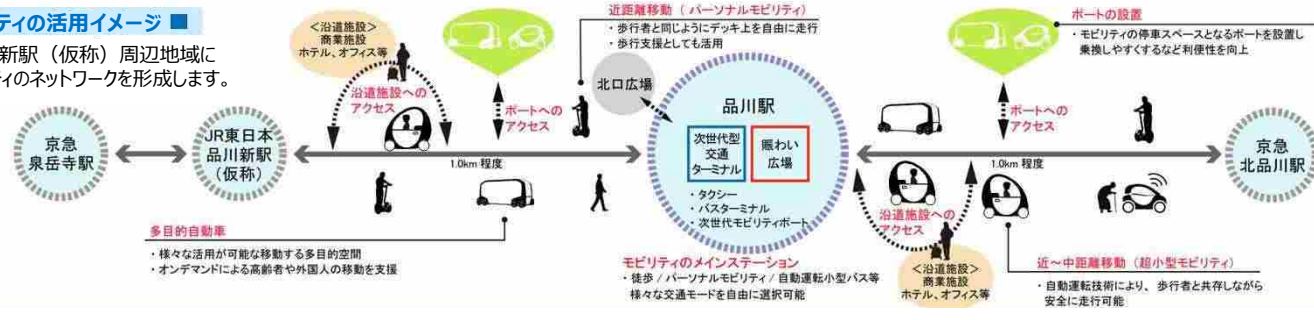 ティの活用イメージ ■
新駅（仮称）周辺地域に
ティのネットワークを形成します。
＜沿道施設＞
商業施設
ホテル、オフィス等
沿道施設への
アクセス
ポートへの
アクセス
近距離移動（ パーソナルモビリティ）
・歩行者と同じようにデッキ上を自由に走行
・歩行支援としても活用
北口広場
ポートの設置
・モビリティの停車スペースとなるポートを設置し
乗換しやすくするなど利便性を向上
ポートへの
アクセス
京急
泉岳寺駅
JR東日本
品川新駅
（仮称）
1.0km 程度
品川駅
次世代型
交通
ターミナル
賑わい
広場
・タクシー
・バスターミナル
・次世代モビリティポート
1.0km 程度
京急
北品川駅
多目的自動車
・様々な活用が可能な移動する多目的空間
・オンデマンドによる高齢者や外国人の移動を支援
モビリティのメインステーション
・徒歩 / パーソナルモビリティ / 自動運転小型バス等
様々な交通モードを自由に選択可能
沿道施設への
アクセス
＜沿道施設＞
商業施設
ホテル、オフィス等
近～中距離移動（超小型モビリティ）
・自動運転技術により、歩行者と共存しながら
安全に走行可能